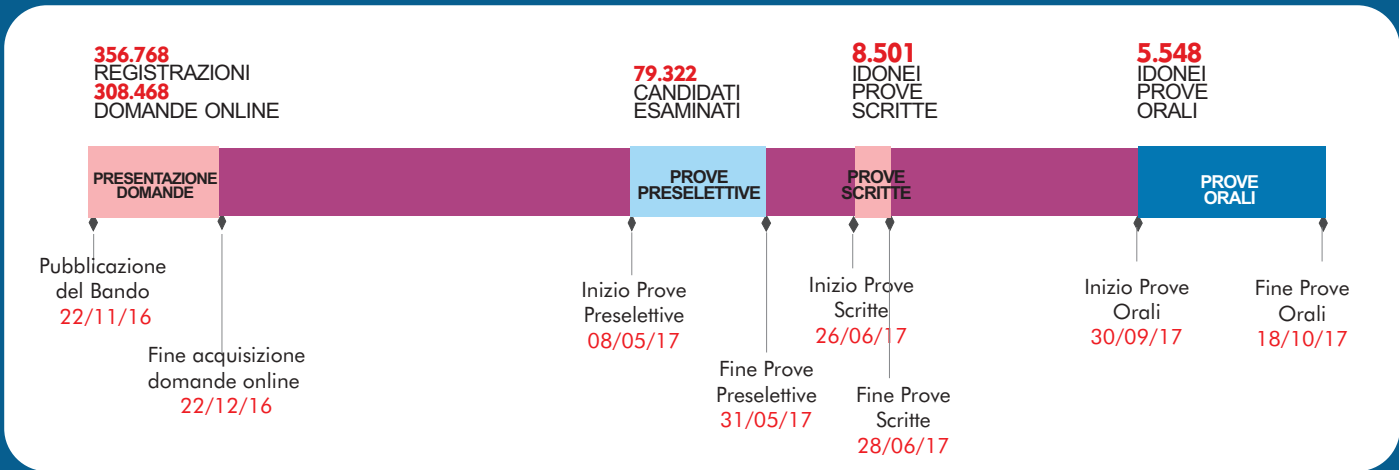 356.768
REGISTRAZIONI
308.468
DOMANDE ONLINE
79.322
CANDIDATI
ESAMINATI
8.501
IDONEI
PROVE
SCRITTE
5.548
IDONEI
PROVE
ORALI
PRESENTAZIONE
DOMANDE
PROVE
PRESELETTIVE
PROVE
SCRITTE
PROVE
ORALI
Pubblicazione
del Bando
22/11/16
Fine acquisizione
domande online
22/12/16
Inizio Prove
Preselettive
08/05/17
Fine Prove
Preselettive
31/05/17
Inizio Prove
Scritte
26/06/17
Fine Prove
Scritte
28/06/17
Inizio Prove
Orali
30/09/17
Fine Prove
Orali
18/10/17